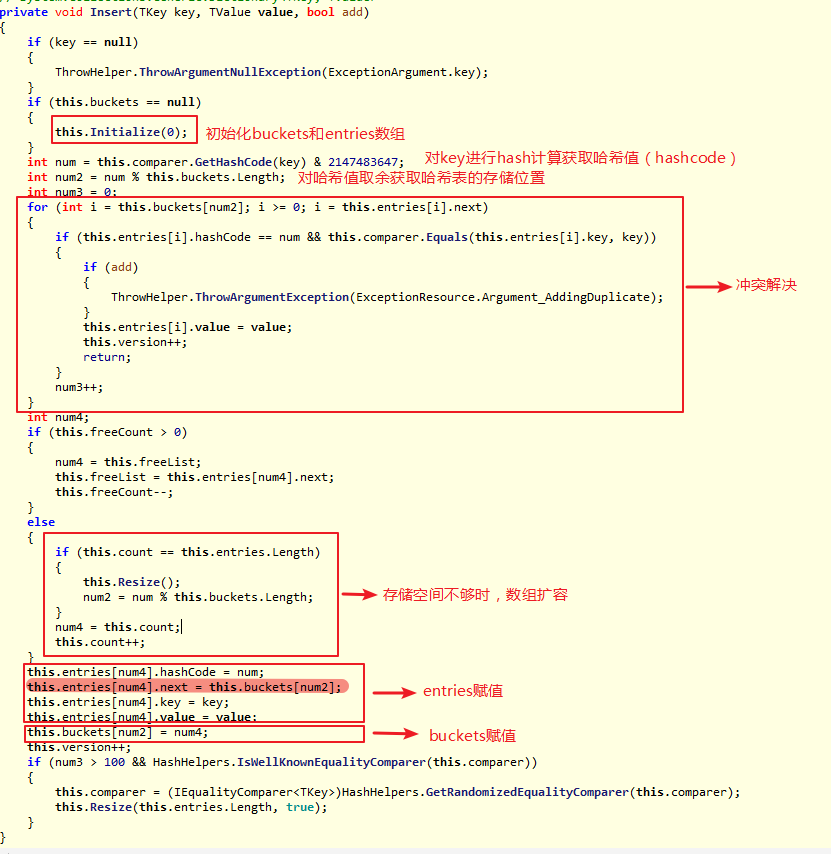 private void Insert(TKey key, TValue value, bool add)
{
if (key == null)
{
ThrowHelper.ThrowArgumentNullException(ExceptionArgument.key);
}
if (this.buckets == null)
{
this.Initialize(0); 初始化buckets和entries数组
}
int num = this.comparer.GetHashCode(key) & 2147483647; 对key进行hash计算获取哈希值（hashcode）
int num2 = num % this.buckets.Length; 对哈希值取余获取哈希表的存储位置
int num3 = 0;
for (int i = this.buckets[num2]; i >= 0; i = this.entries[i].next)
{
if (this.entries[i].hashCode == num && this.comparer.Equals(this.entries[i].key, key))
{
if (add)
{
ThrowHelper.ThrowArgumentException(ExceptionResource.Argument_AddingDuplicate); 冲突解决
}
this.entries[i].value = value;
this.version++;
return;
}
num3++;
}
int num4;
if (this.freeCount > 0)
{
num4 = this.freeList;
this.freeList = this.entries[num4].next;
this.freeCount--;
}
else
{
if (this.count == this.entries.Length)
{
this.Resize();
num2 = num % this.buckets.Length; 存储空间不够时，数组扩容
}
num4 = this.count;
this.count++;
}
this.entries[num4].hashCode = num;
this.entries[num4].next = this.buckets[num2]; entries赋值
this.entries[num4].key = key;
this.entries[num4].value = value;
this.buckets[num2] = num4; buckets赋值
this.version++;
if (num3 > 100 && HashHelpers.IsWellKnownEqualityComparer(this.comparer))
{
this.comparer = (IEqualityComparer<TKey>)HashHelpers.GetRandomizedEqualityComparer(this.comparer);
this.Resize(this.entries.Length, true);
}
}